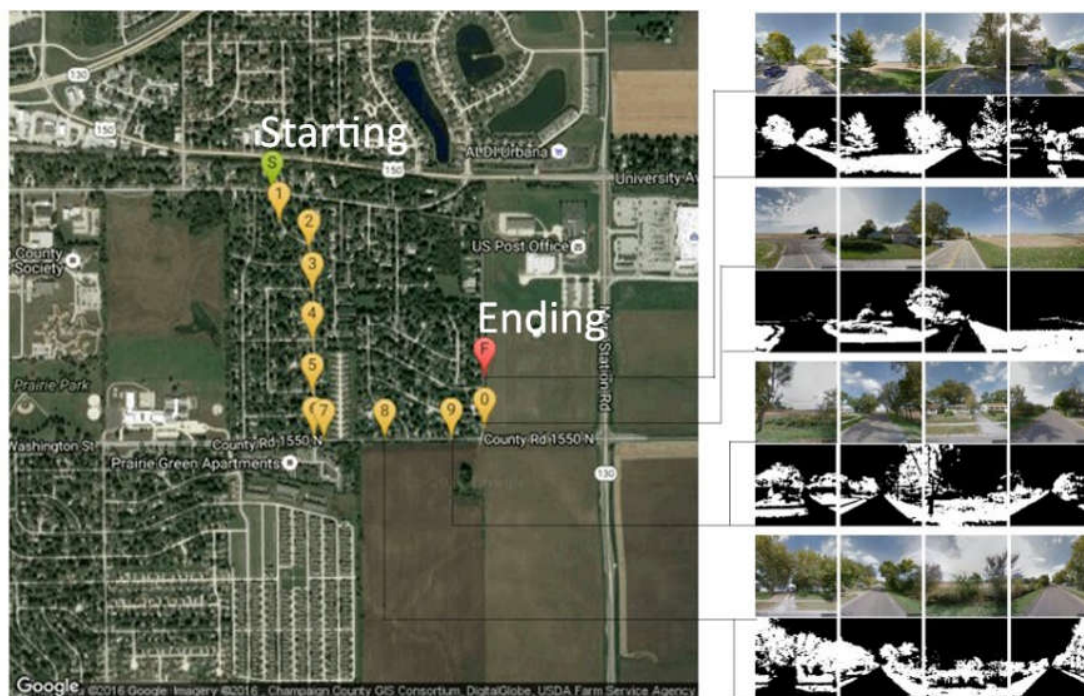 130
150
Starting
S
ALDI Urbana
150
University Av
1
2
US Post Office
County
Society
3
4
Ending
F
5
Prairie Park
0
6
7
8
9
Washington St
County Rd 1550 N
County Rd 1550 N
Prairie Green Apartments
130
Google
©2016 Google Imagery ©2016 , Champaign County GIS Consortium, DigitalGlobe, USDA Farm Service Agency